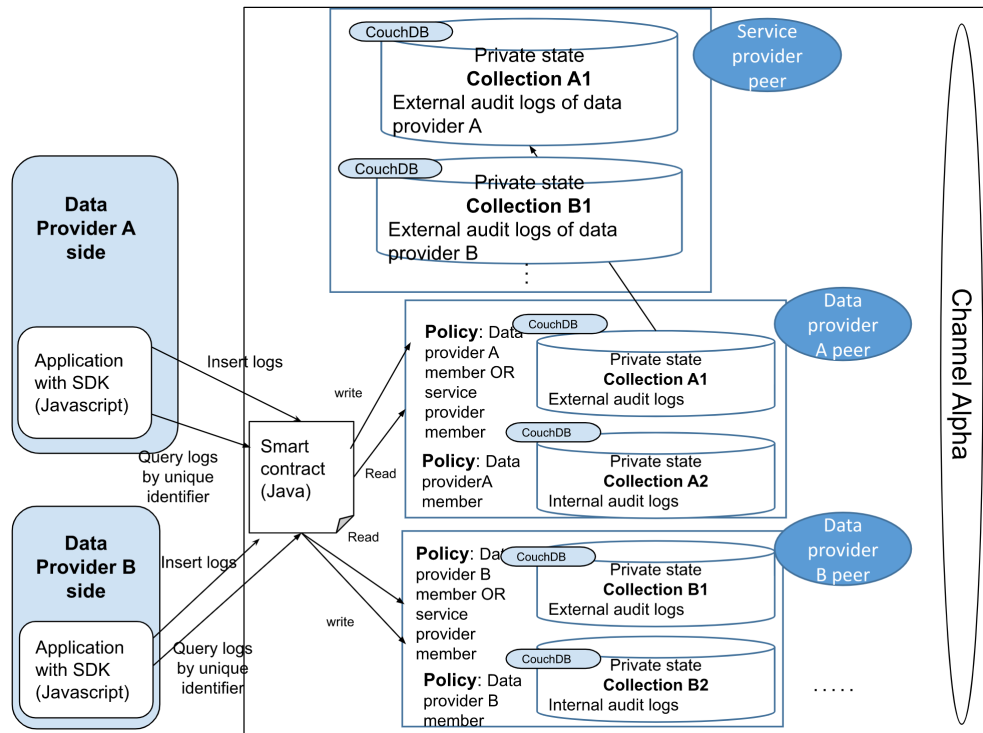 CouchDB
Private state
Collection A1
External audit logs of data
provider A
Service
provider
peer
CouchDB
Private state
Collection B1
External audit logs of data
provider B
Data
Provider A
side
Application
with SDK
(Javascript)
Insert logs
Query logs
by unique
identifier
Smart
contract
(Java)
write
Read
Policy: Data
provider A
member OR
service
provider
member
Policy: Data
providerA
member
CouchDB
Private state
Collection A1
External audit logs
CouchDB
Private state
Collection A2
Internal audit logs
Data
provider
A peer
Channel Alpha
Data
Provider B
side
Application
with SDK
(Javascript)
Insert logs
Query logs
by unique
identifier
Read
write
Policy: Data
provider B
member OR
service
provider
member
Policy: Data
provider B
member
CouchDB
Private state
Collection B1
External audit logs
CouchDB
Private state
Collection B2
Internal audit logs
Data
provider
B peer
.....